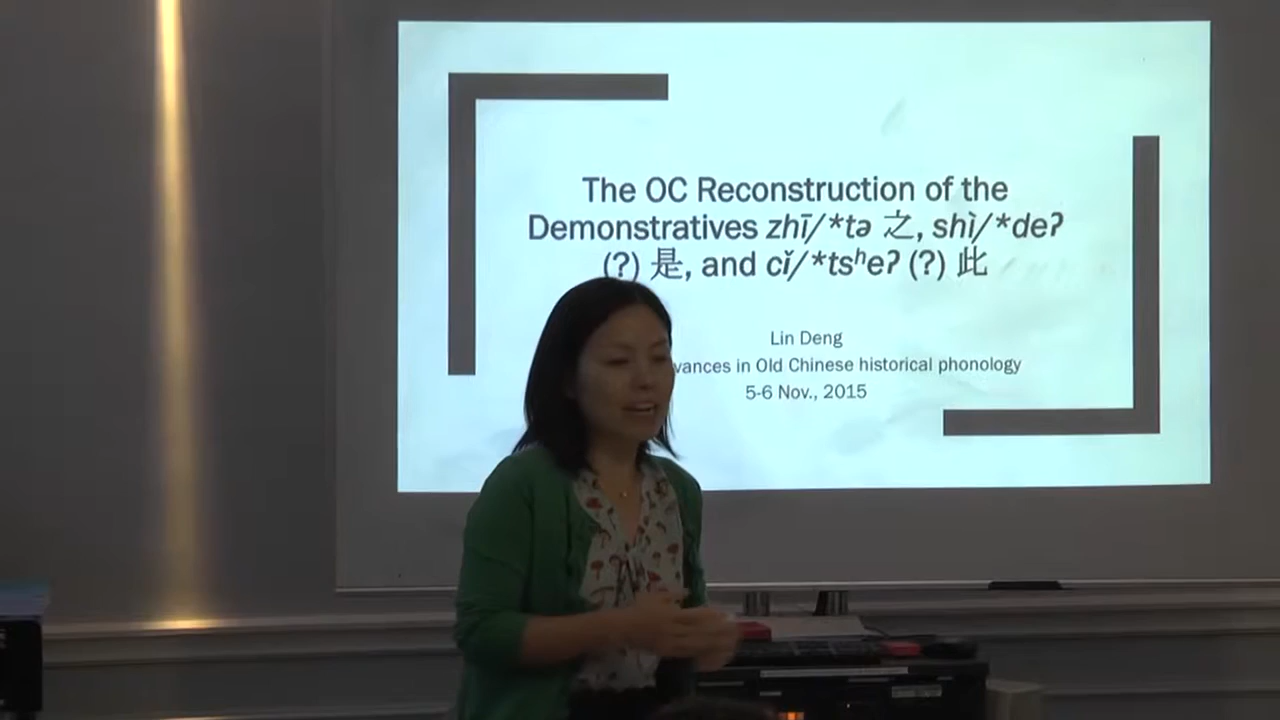 The OC Reconstruction of the
Demonstratives zhī/*tə 之, shì/*deʔ
(?) 是, and cǐ/*tsʰeʔ (?) 此
Lin Deng
in Old Chinese historical phonology
5-6 Nov., 2015